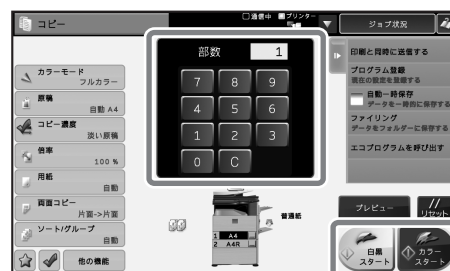 コピー
通信中
プリンター
ジョブ状況
カラーモード
フルカラー
原稿
自動 A4
コピー濃度
淡い原稿
倍率
100 %
用紙
自動
両面コピー
片面->片面
ソート/グループ
自動
他の機能
部数
1
7
8
9
4
5
6
1
2
3
0
C
1 A4
2 A4R
普通紙
印刷と同時に送信する
プログラム登録
現在の設定を登録する
自動一時保存
データを一時的に保存する
ファイリング
データをフォルダーに保存する
エコプログラムを呼び出す
プレビュー
リセット
白黒
スタート
カラー
スタート